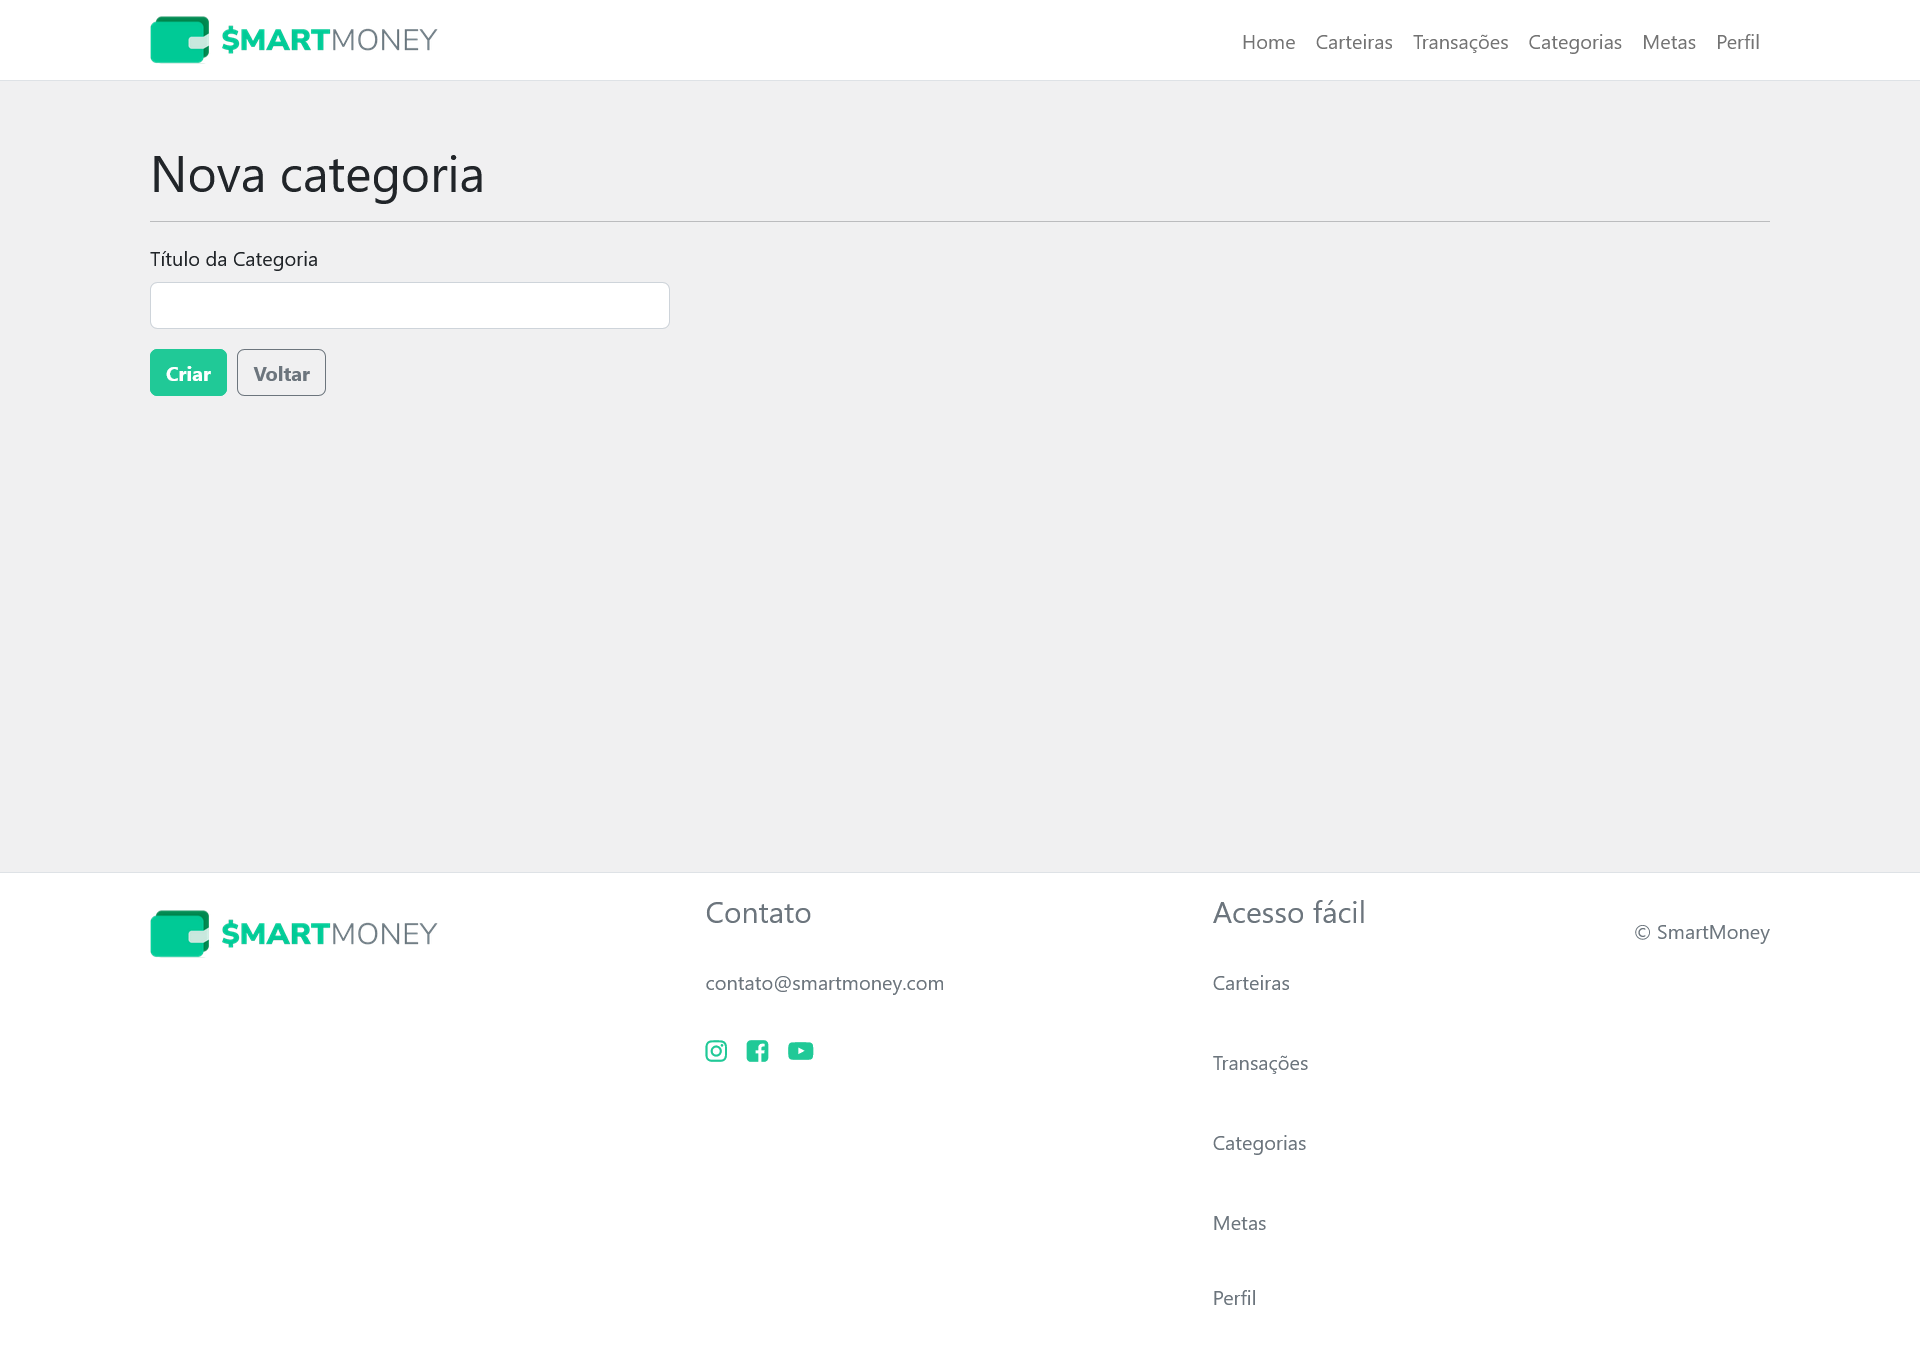 $MARTMONEY
Home Carteiras Transações Categorias Metas Perfil
Nova categoria
Título da Categoria
Criar Voltar
$MARTMONEY
Contato
contato@smartmoney.com
Acesso fácil
Carteiras
Transações
Categorias
Metas
Perfil
© SmartMoney